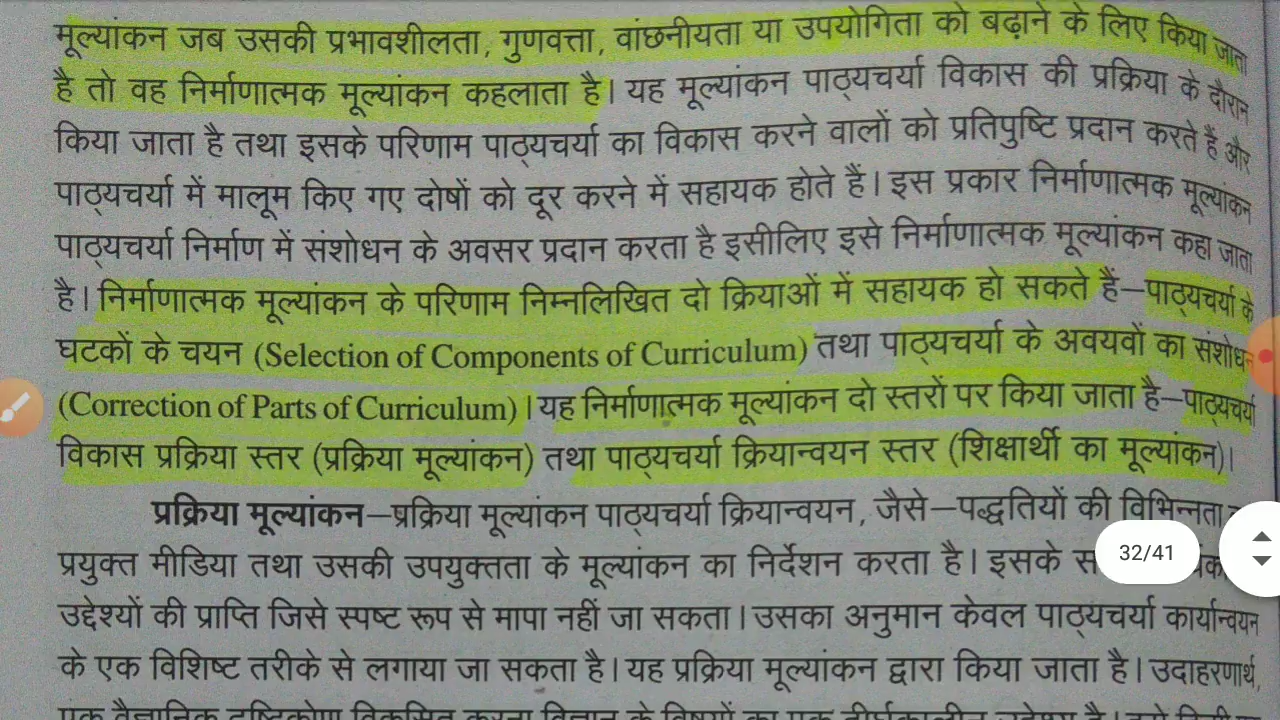 मूल्यांकन जब उसकी प्रभावशीलता, गुणवत्ता, वांछनीयता या उपयोगिता को बढ़ाने के लिए किया जाता
है तो वह निर्माणात्मक मूल्यांकन कहलाता है। यह मूल्यांकन पाठ्यचर्या विकास की प्रक्रिया के दौरान
किया जाता है तथा इसके परिणाम पाठ्यचर्या का विकास करने वालों को प्रतिपुष्टि प्रदान करते हैं और
पाठ्यचर्या में मालूम किए गए दोषों को दूर करने में सहायक होते हैं। इस प्रकार निर्माणात्मक मूल्यांकन
पाठ्यचर्या निर्माण में संशोधन के अवसर प्रदान करता है इसीलिए इसे निर्माणात्मक मूल्यांकन कहा जाता
है। निर्माणात्मक मूल्यांकन के परिणाम निम्नलिखित दो क्रियाओं में सहायक हो सकते हैं—पाठ्यचर्या के
घटकों के चयन (Selection of Components of Curriculum) तथा पाठ्यचर्या के अवयवों का संशोधन
(Correction of Parts of Curriculum)। यह निर्माणात्मक मूल्यांकन दो स्तरों पर किया जाता है—पाठ्यचर्या
विकास प्रक्रिया स्तर (प्रक्रिया मूल्यांकन) तथा पाठ्यचर्या क्रियान्वयन स्तर (शिक्षार्थी का मूल्यांकन)।
प्रक्रिया मूल्यांकन—प्रक्रिया मूल्यांकन पाठ्यचर्या क्रियान्वयन, जैसे—पद्धतियों की विभिन्नता
प्रयुक्त मीडिया तथा उसकी उपयुक्तता के मूल्यांकन का निर्देशन करता है। इसके
32/41
उद्देश्यों की प्राप्ति जिसे स्पष्ट रूप से मापा नहीं जा सकता। उसका अनुमान केवल पाठ्यचर्या कार्यान्वयन
के एक विशिष्ट तरीके से लगाया जा सकता है। यह प्रक्रिया मूल्यांकन द्वारा किया जाता है। उदाहरणार्थ,